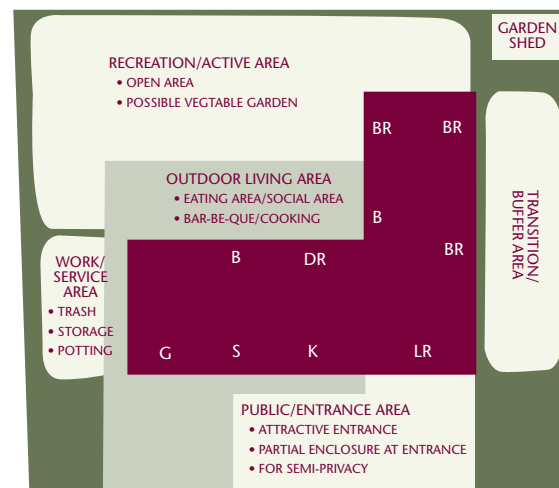 GARDEN
SHED
RECREATION/ACTIVE AREA
• OPEN AREA
• POSSIBLE VEGTABLE GARDEN
BR
BR
OUTDOOR LIVING AREA
• EATING AREA/SOCIAL AREA
• BAR-BE-QUE/COOKING
B
BR
TRANSITION/
BUFFER AREA
WORK/
SERVICE
AREA
• TRASH
• STORAGE
• POTTING
B
DR
G
S
K
LR
PUBLIC/ENTRANCE AREA
• ATTRACTIVE ENTRANCE
• PARTIAL ENCLOSURE AT ENTRANCE
• FOR SEMI-PRIVACY